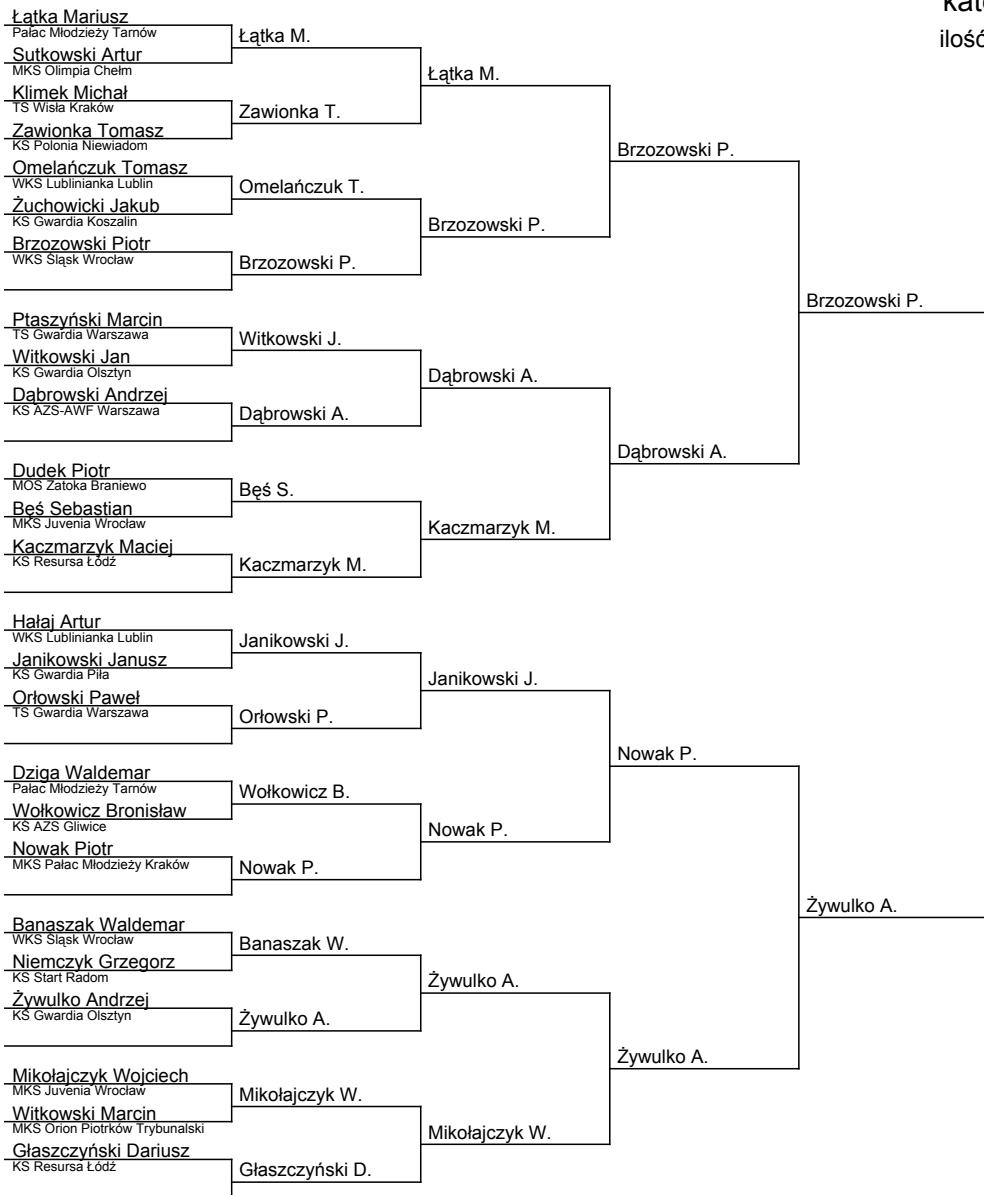 kat
ilość
Łątka Mariusz
Pałac Młodzieży Tarnów
Sutkowski Artur
MKS Olimpia Chełm
Klimek Michał
TS Wisła Kraków
Zawionka Tomasz
KS Polonia Niewiadom
Omelańczuk Tomasz
WKS Lublinianka Lublin
Żuchowicki Jakub
KS Gwardia Koszalin
Brzozowski Piotr
WKS Śląsk Wrocław
Ptaszyński Marcin
TS Gwardia Warszawa
Witkowski Jan
KS Gwardia Olsztyn
Dąbrowski Andrzej
KS AZS-AWF Warszawa
Dudek Piotr
MOS Zatoka Braniewo
Bęś Sebastian
MKS Juvenia Wrocław
Kaczmarzyk Maciej
KS Resursa Łódź
Hałaj Artur
WKS Lublinianka Lublin
Janikowski Janusz
KS Gwardia Piła
Orłowski Paweł
TS Gwardia Warszawa
Dziga Waldemar
Pałac Młodzieży Tarnów
Wołkowicz Bronisław
KS AZS Gliwice
Nowak Piotr
MKS Pałac Młodzieży Kraków
Banaszak Waldemar
WKS Śląsk Wrocław
Niemczyk Grzegorz
KS Start Radom
Żywulko Andrzej
KS Gwardia Olsztyn
Mikołajczyk Wojciech
MKS Juvenia Wrocław
Witkowski Marcin
MKS Orion Piotrków Trybunalski
Głaszczyński Dariusz
KS Resursa Łódź
Łątka M.
Zawionka T.
Omelańczuk T.
Brzozowski P.
Witkowski J.
Dąbrowski A.
Bęś S.
Kaczmarzyk M.
Janikowski J.
Orłowski P.
Wołkowicz B.
Nowak P.
Banaszak W.
Żywulko A.
Mikołajczyk W.
Głaszczyński D.
Łątka M.
Brzozowski P.
Dąbrowski A.
Kaczmarzyk M.
Janikowski J.
Nowak P.
Żywulko A.
Mikołajczyk W.
Brzozowski P.
Dąbrowski A.
Nowak P.
Żywulko A.
Brzozowski P.
Żywulko A.